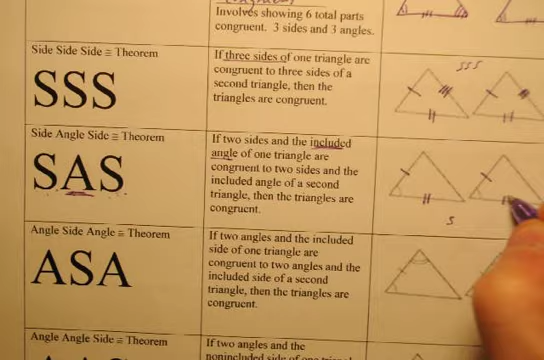 Involves showing 6 total parts
congruent. 3 sides and 3 angles.
Side Side Side ≅ Theorem
SSS
If three sides of one triangle are
congruent to three sides of a
second triangle, then the
triangles are congruent.
SSS
Side Angle Side ≅ Theorem
SAS
If two sides and the included
angle of one triangle are
congruent to two sides and the
included angle of a second
triangle, then the triangles are
congruent.
S
Angle Side Angle ≅ Theorem
ASA
If two angles and the included
side of one triangle are
congruent to two angles and the
included side of a second
triangle, then the triangles are
congruent.
Angle Angle Side ≅ Theorem
If two angles and the
nonincluded side of one